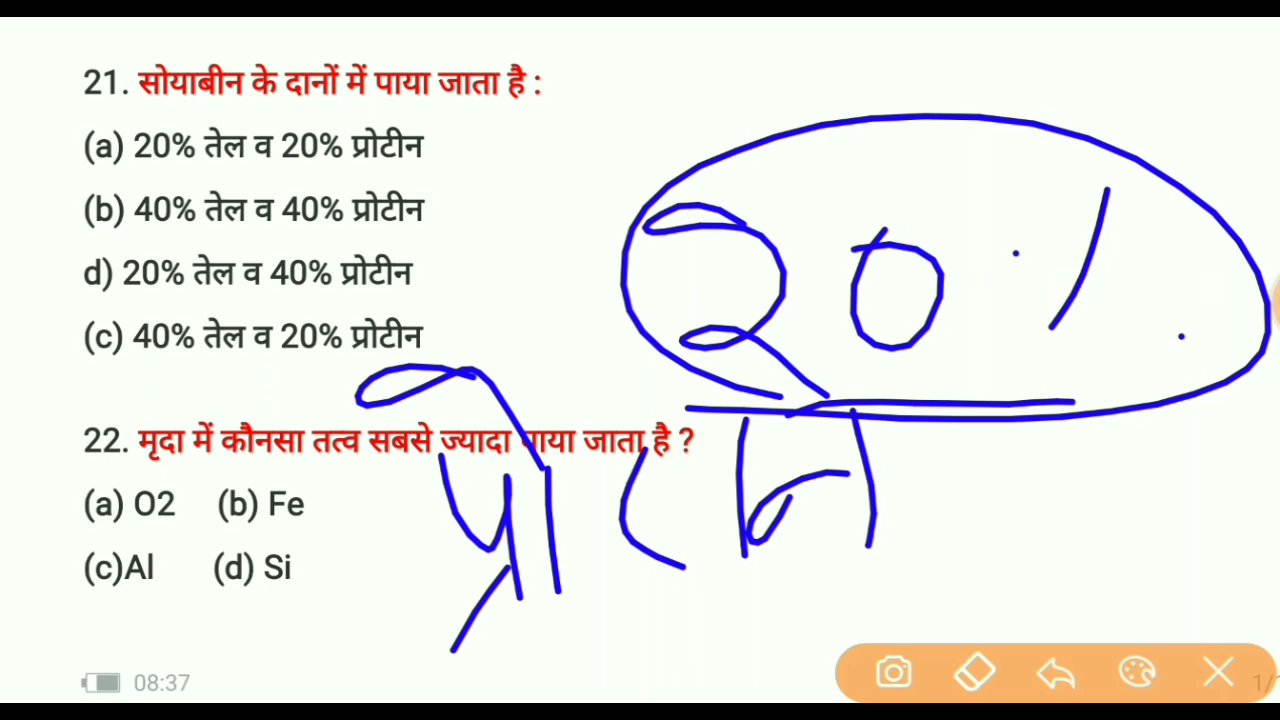 21. सोयाबीन के दानों में पाया जाता है :
(a) 20% तेल व 20% प्रोटीन
(b) 40% तेल व 40% प्रोटीन
d) 20% तेल व 40% प्रोटीन
(c) 40% तेल व 20% प्रोटीन
20 ./.
22. मृदा में कौनसा तत्व सबसे ज्यादा पाया जाता है ?
(a) O2 (b) Fe
(c)Al (d) Si
08:37